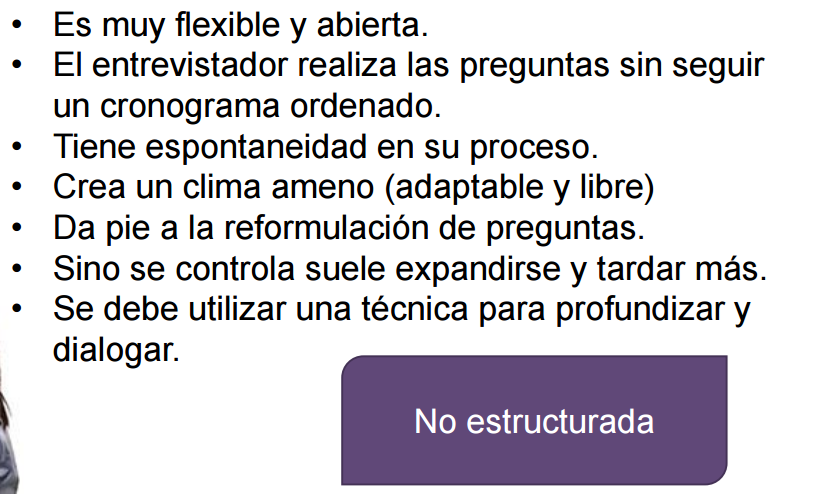 • Es muy flexible y abierta.
• El entrevistador realiza las preguntas sin seguir
un cronograma ordenado.
• Tiene espontaneidad en su proceso.
• Crea un clima ameno (adaptable y libre)
• Da pie a la reformulación de preguntas.
• Sino se controla suele expandirse y tardar más.
• Se debe utilizar una técnica para profundizar y
dialogar.
No estructurada